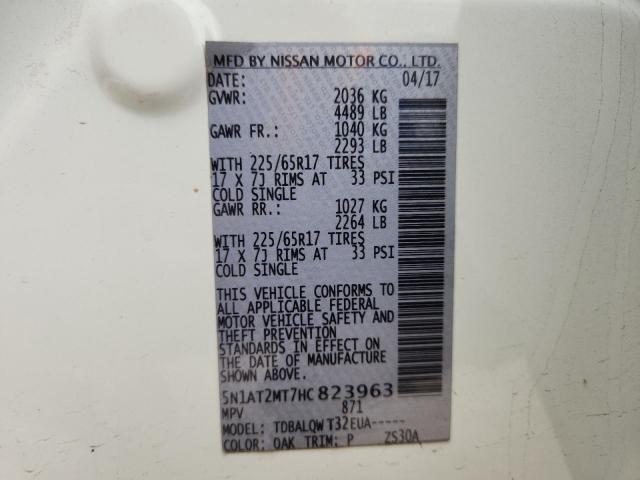 MFD BY NISSAN MOTOR CO., LTD.
DATE: 04/17
GVWR: 2036 KG
4489 LB
GAWR FR.: 1040 KG
2293 LB
WITH 225/65R17 TIRES
17 X 7J RIMS AT 33 PSI
COLD SINGLE
GAWR RR.: 1027 KG
2264 LB
WITH 225/65R17 TIRES
17 X 7J RIMS AT 33 PSI
COLD SINGLE
THIS VEHICLE CONFORMS TO
ALL APPLICABLE FEDERAL
MOTOR VEHICLE SAFETY AND
THEFT PREVENTION
STANDARDS IN EFFECT ON
THE DATE OF MANUFACTURE
SHOWN ABOVE.
5N1AT2MT7HC823963
MPV 871
MODEL: TDBALQWT32EUA-----
COLOR: QAK TRIM: P ZS30A